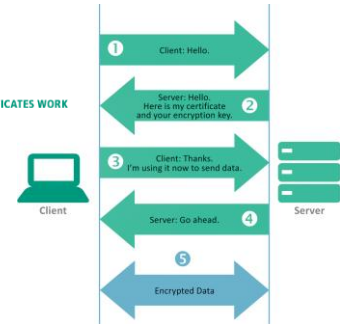 1
Client: Hello.
ICATES WORK
Server: Hello.
Here is my certificate
and your encryption key.
2
3
Client: Thanks.
I'm using it now to send data.
Client
Server
Server: Go ahead.
4
5
Encrypted Data